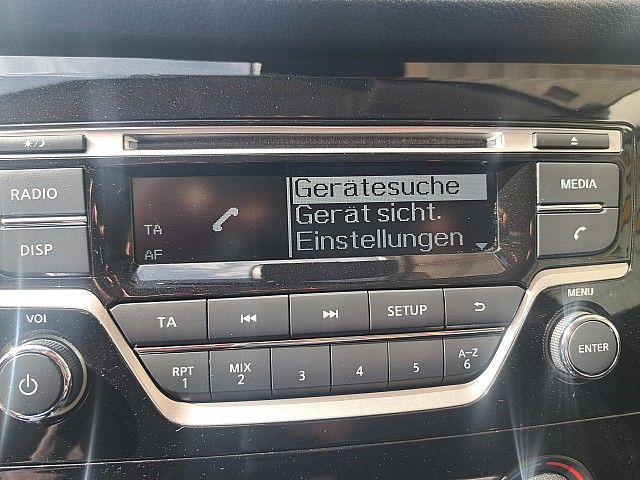 RADIO
DISP
VOL
TA
AF
Gerätesuche
Gerät sicht.
Einstellungen
MEDIA
MENU
ENTER
TA
SETUP
RPT
1
MIX
2
3
4
5
A-Z
6